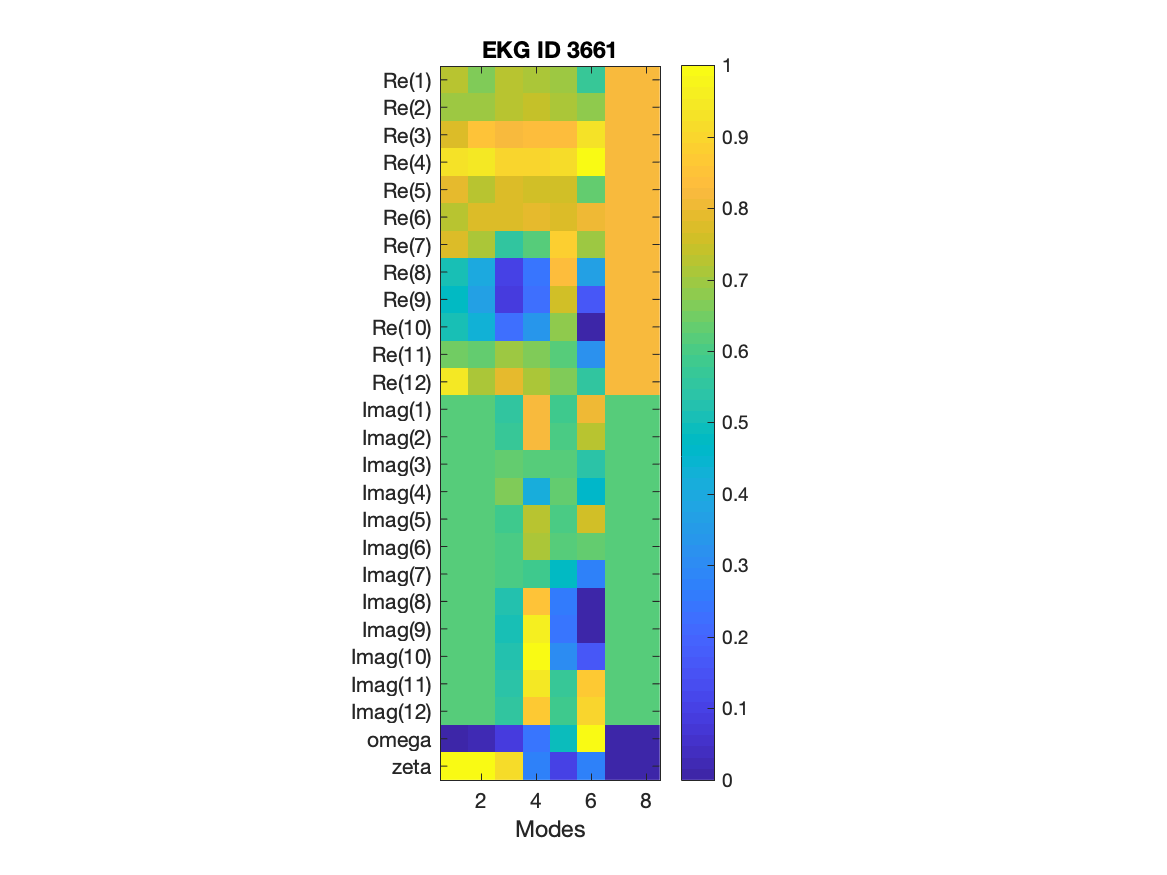 EKG ID 3661
Re(1)
Re(2)
Re(3)
Re(4)
Re(5)
Re(6)
Re(7)
Re(8)
Re(9)
Re(10)
Re(11)
Re(12)
Imag(1)
Imag(2)
Imag(3)
Imag(4)
Imag(5)
Imag(6)
Imag(7)
Imag(8)
Imag(9)
Imag(10)
Imag(11)
Imag(12)
omega
zeta
2 4 6 8
Modes
1
0.9
0.8
0.7
0.6
0.5
0.4
0.3
0.2
0.1
0